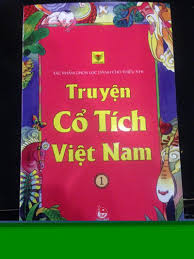 TÁC PHẨM CHỌN LỌC DÀNH CHO THIẾU NHI
Truyện
Cổ Tích
Việt Nam
1